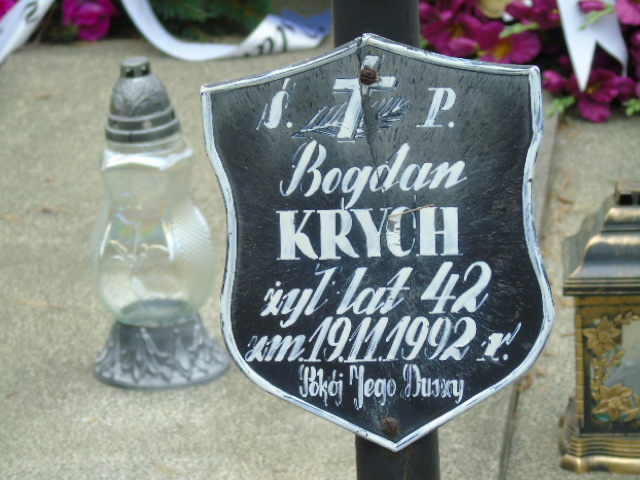 Ś. P.
Bogdan
KRYCH
żył lat 42
zm. 19.11.1992 r.
Pokój Jego Duszy